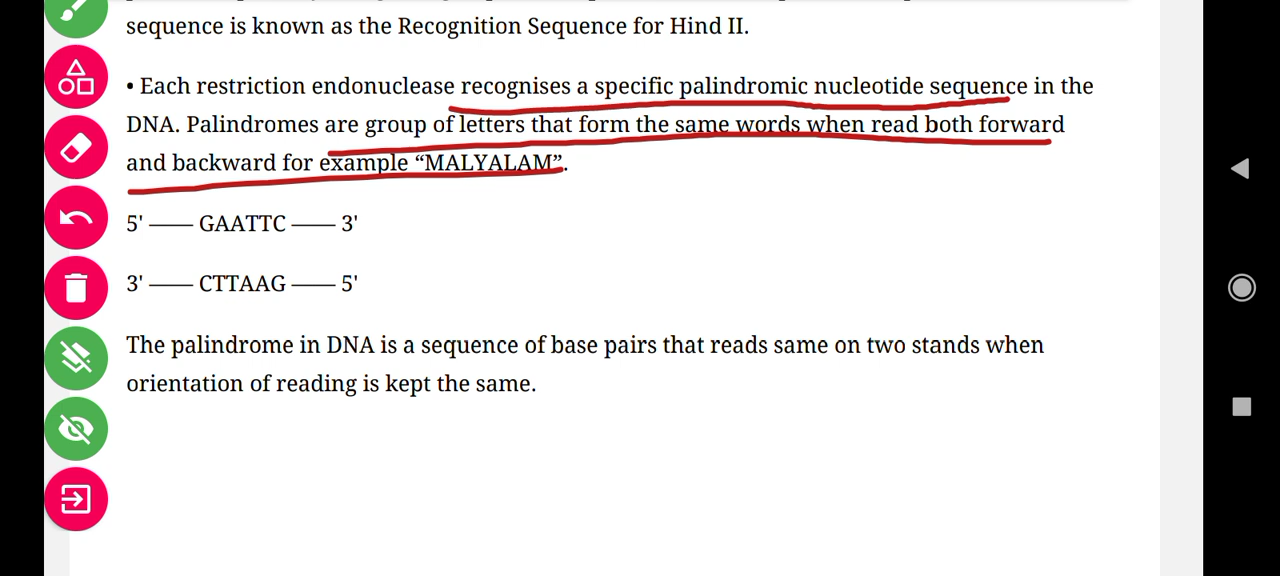 sequence is known as the Recognition Sequence for Hind II.
• Each restriction endonuclease recognises a specific palindromic nucleotide sequence in the
DNA. Palindromes are group of letters that form the same words when read both forward
and backward for example “MALYALAM”.
5' —— GAATTC —— 3'
3' —— CTTAAG —— 5'
The palindrome in DNA is a sequence of base pairs that reads same on two stands when
orientation of reading is kept the same.